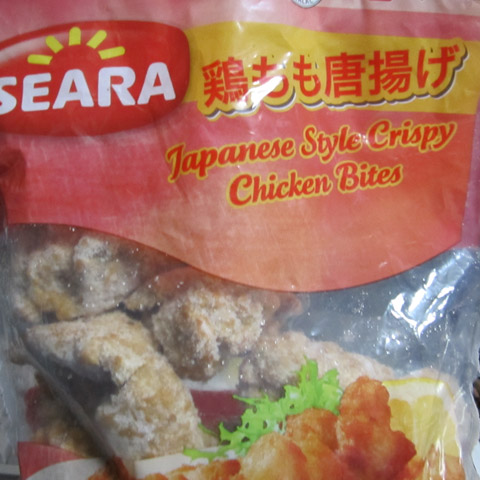 SEARA
鶏もも唐揚げ
Japanese Style Crispy
Chicken Bites